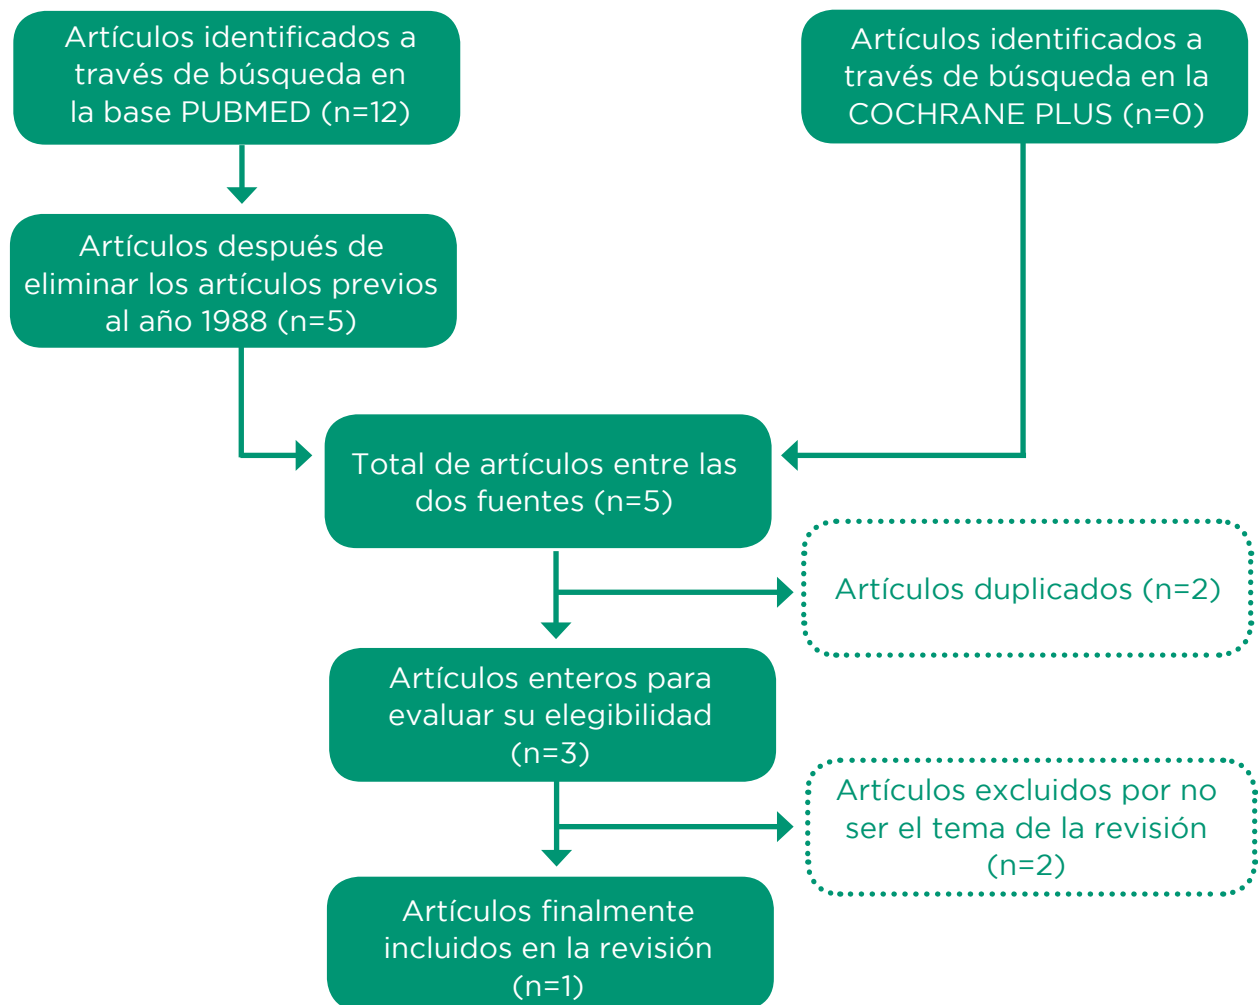 Artículos identificados a
través de búsqueda en
la base PUBMED (n=12)
Artículos identificados a
través de búsqueda en la
COCHRANE PLUS (n=0)
Artículos después de
eliminar los artículos previos
al año 1988 (n=5)
Total de artículos entre las
dos fuentes (n=5)
Artículos duplicados (n=2)
Artículos enteros para
evaluar su elegibilidad
(n=3)
Artículos excluidos por no
ser el tema de la revisión
(n=2)
Artículos finalmente
incluidos en la revisión
(n=1)